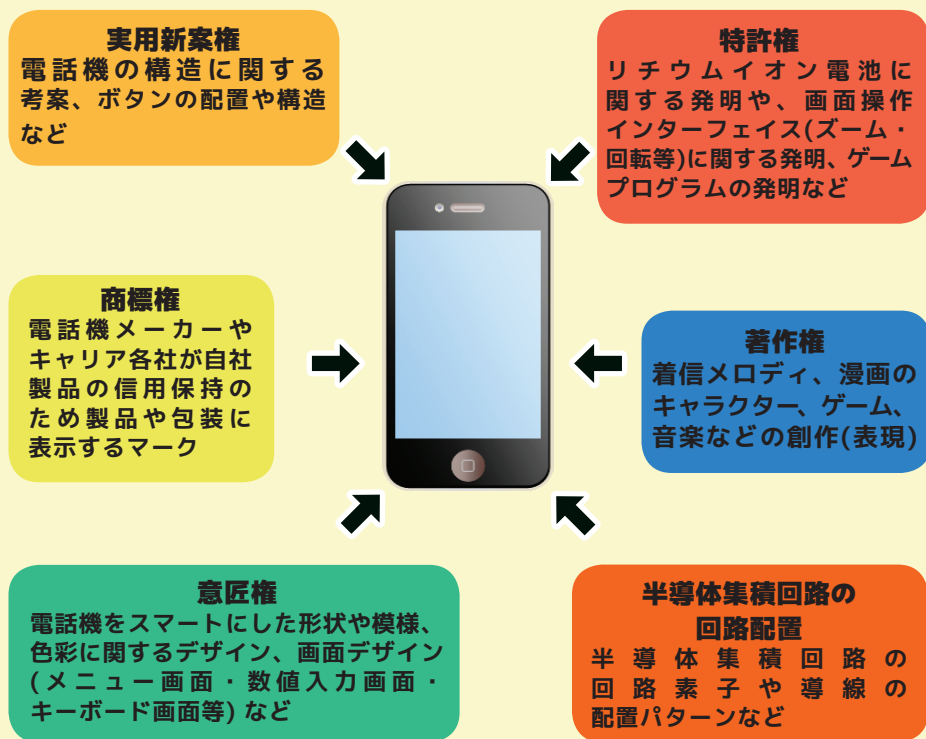 実用新案権
電話機の構造に関する
考案、ボタンの配置や構造
など
特許権
リチウムイオン電池に
関する発明や、画面操作
インターフェイス(ズーム・
回転等)に関する発明、ゲーム
プログラムの発明など
商標権
電話機メーカーや
キャリア各社が自社
製品の信用保持の
ため製品や包装に
表示するマーク
著作権
着信メロディ、漫画の
キャラクター、ゲーム、
音楽などの創作(表現)
意匠権
電話機をスマートにした形状や模様、
色彩に関するデザイン、画面デザイン
(メニュー画面・数値入力画面・
キーボード画面等) など
半導体集積回路の
回路配置
半導体集積回路の
回路素子や導線の
配置パターンなど